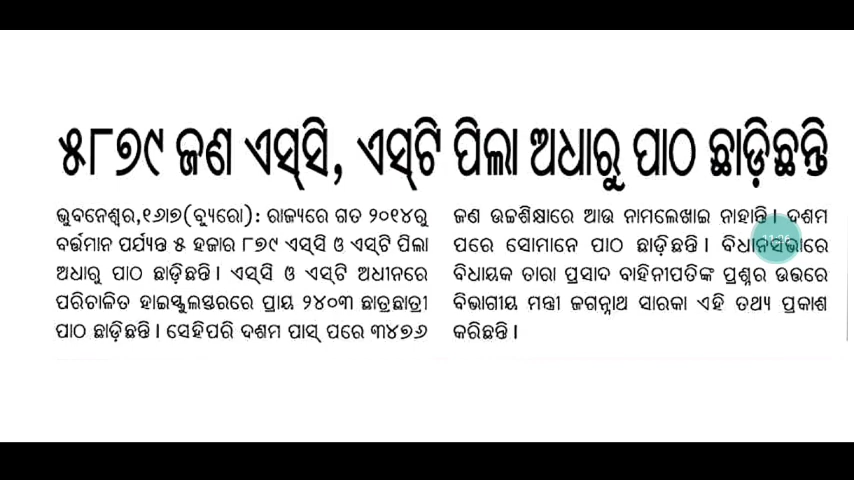 ୫୮୭୯ ଜଣ ଏସ୍‌ସି, ଏସ୍‌ଟି ପିଲା ଅଧାରୁ ପାଠ ଛାଡ଼ିଛନ୍ତି
ଭୁବନେଶ୍ୱର,୧୬।୭(ବ୍ୟୁରୋ): ରାଜ୍ୟରେ ଗତ ୨୦୧୪ରୁ
ବର୍ତ୍ତମାନ ପର୍ଯ୍ୟନ୍ତ ୫ ହଜାର ୮୭୯ ଏସ୍‌ସି ଓ ଏସ୍‌ଟି ପିଲା
ଅଧାରୁ ପାଠ ଛାଡ଼ିଛନ୍ତି। ଏସ୍‌ସି ଓ ଏସ୍‌ଟି ଅଧୀନରେ
ପରିଚାଳିତ ହାଇସ୍କୁଲସ୍ତରରେ ପ୍ରାୟ ୨୪୦୩ ଛାତ୍ରଛାତ୍ରୀ
ପାଠ ଛାଡ଼ିଛନ୍ତି। ସେହିପରି ଦଶମ ପାସ୍ ପରେ ୩୪୭୬
ଜଣ ଉଚ୍ଚଶିକ୍ଷାରେ ଆଉ ନାମଲେଖାଇ ନାହାନ୍ତି। ଦଶମ
ପରେ ସେମାନେ ପାଠ ଛାଡ଼ିଛନ୍ତି। ବିଧାନସଭାରେ
ବିଧାୟକ ତାରା ପ୍ରସାଦ ବାହିନୀପତିଙ୍କ ପ୍ରଶ୍ନର ଉତ୍ତରେ
ବିଭାଗୀୟ ମନ୍ତ୍ରୀ ଜଗନ୍ନାଥ ସାରକା ଏହି ତଥ୍ୟ ପ୍ରକାଶ
କରିଛନ୍ତି।